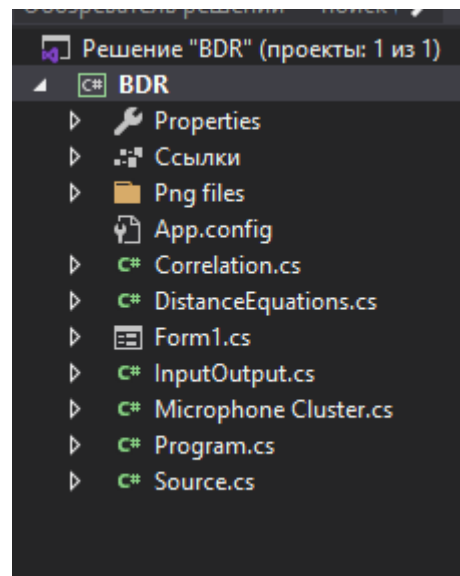 Решение "BDR" (проекты: 1 из 1)
C# BDR
Properties
Ссылки
Png files
App.config
C# Correlation.cs
C# DistanceEquations.cs
Form1.cs
C# InputOutput.cs
C# Microphone Cluster.cs
C# Program.cs
C# Source.cs